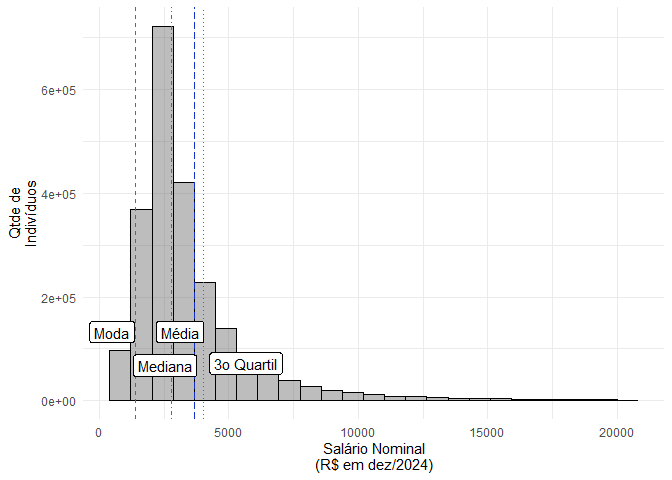 Qtde de
Indivíduos
6e+05
4e+05
2e+05
0e+00
Moda
Média
Mediana
3o Quartil
0
5000
10000
15000
20000
Salário Nominal
(R$ em dez/2024)